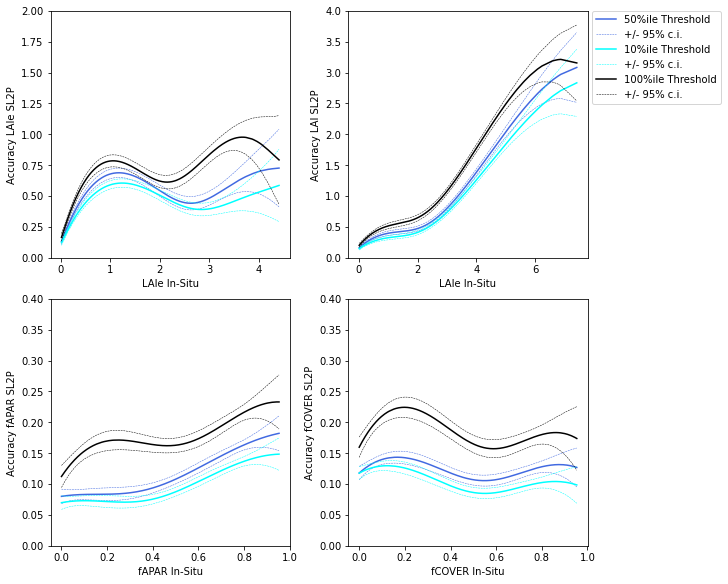 2.00
1.75
1.50
1.25
1.00
0.75
0.50
0.25
0.00
Accuracy LAIe SL2P
0 1 2 3 4
LAIe In-Situ
4.0
3.5
3.0
2.5
2.0
1.5
1.0
0.5
0.0
Accuracy LAI SL2P
0 2 4 6
LAIe In-Situ
50%ile Threshold
+/- 95% c.i.
10%ile Threshold
+/- 95% c.i.
100%ile Threshold
+/- 95% c.i.
0.40
0.35
0.30
0.25
0.20
0.15
0.10
0.05
0.00
Accuracy fAPAR SL2P
0.0 0.2 0.4 0.6 0.8 1.0
fAPAR In-Situ
0.40
0.35
0.30
0.25
0.20
0.15
0.10
0.05
0.00
Accuracy fCOVER SL2P
0.0 0.2 0.4 0.6 0.8 1.0
fCOVER In-Situ